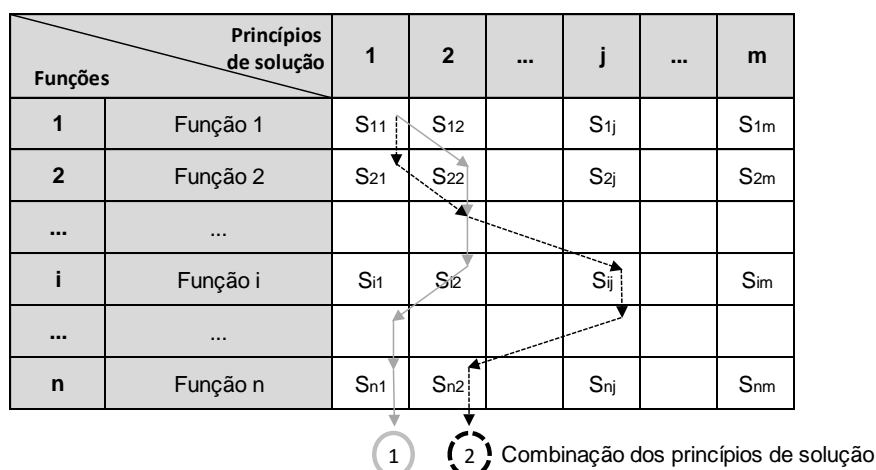 Princípios de solução 1 2 ... j ... m
Funções
1 Função 1 S11 S12 S1j S1m
2 Função 2 S21 S22 S2j S2m
... ...
i Função i Si1 Si2 Sij Sim
... ...
n Função n Sn1 Sn2 Snj Snm
1 2 Combinação dos princípios de solução